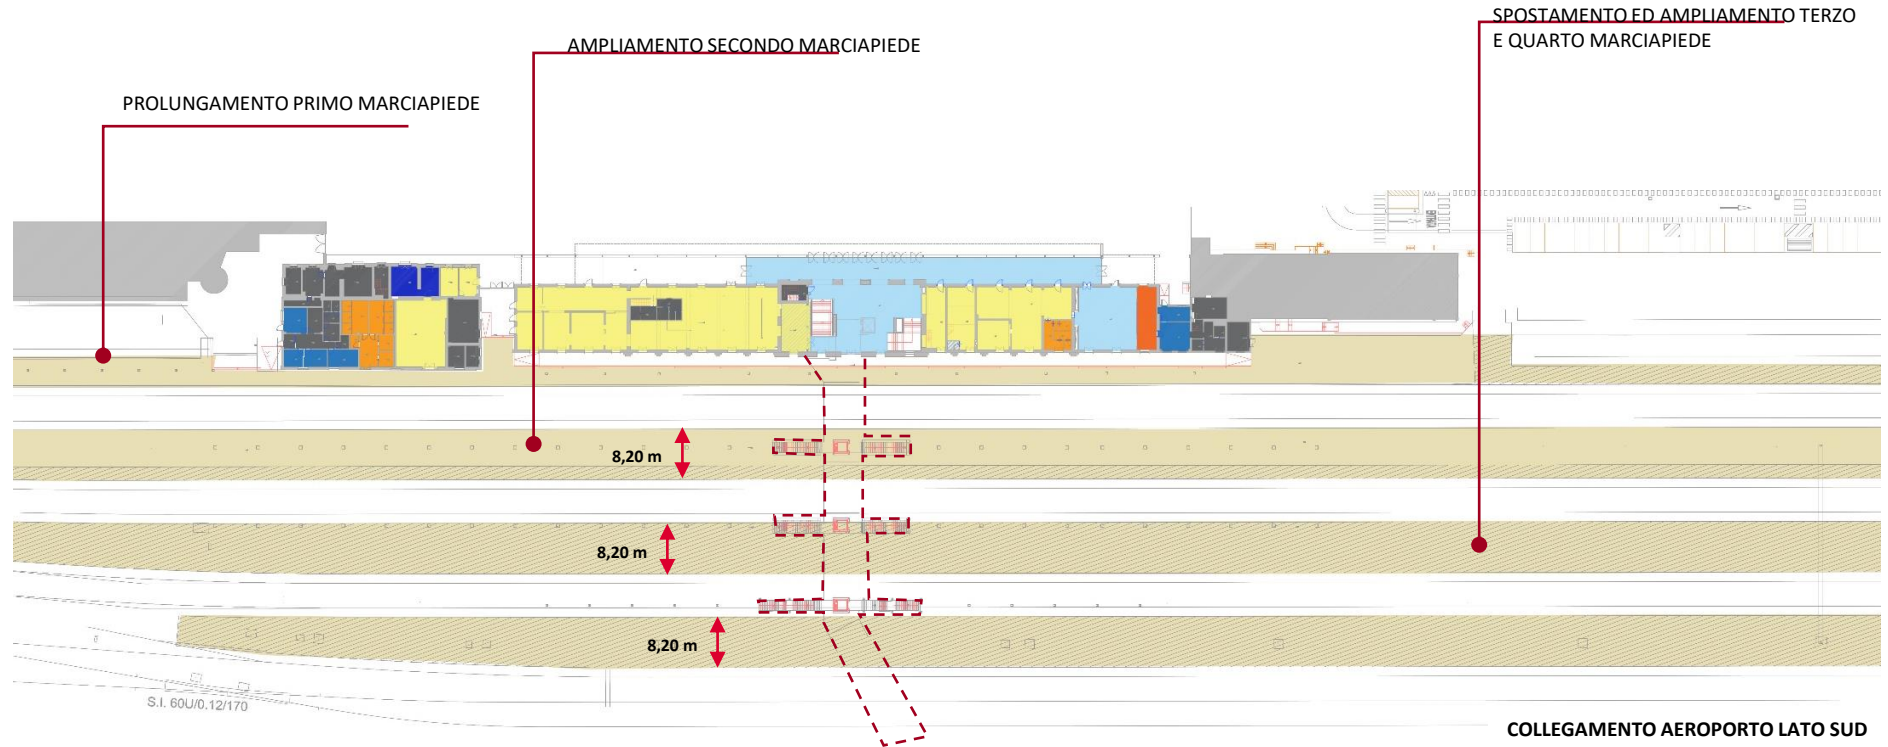 SPOSTAMENTO ED AMPLIAMENTO TERZO
E QUARTO MARCIAPIEDE
AMPLIAMENTO SECONDO MARCIAPIEDE
PROLUNGAMENTO PRIMO MARCIAPIEDE
8,20 m
8,20 m
8,20 m
S.I. 60U/0.12/170
COLLEGAMENTO AEROPORTO LATO SUD